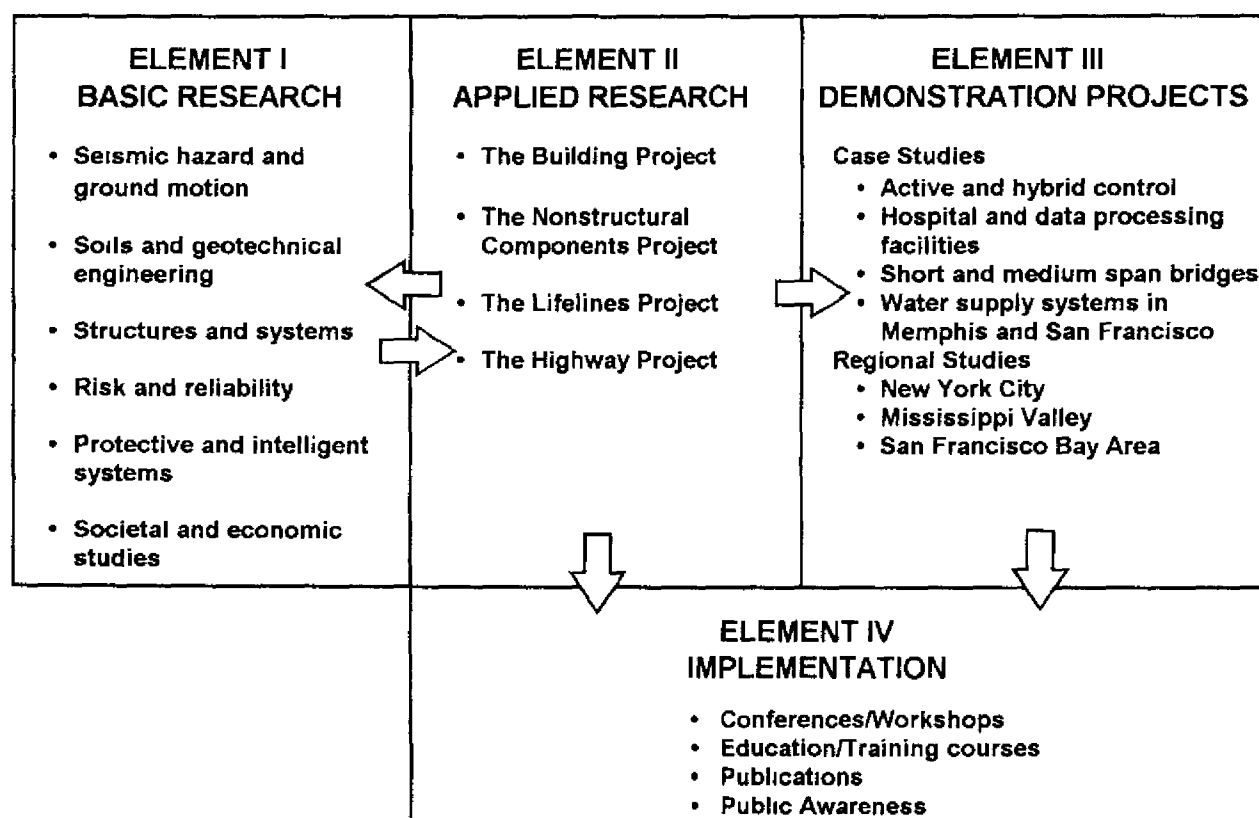 ELEMENT I
BASIC RESEARCH
• Seismic hazard and
ground motion
• Soils and geotechnical
engineering
• Structures and systems
• Risk and reliability
• Protective and intelligent
systems
• Societal and economic
studies
ELEMENT II
APPLIED RESEARCH
• The Building Project
• The Nonstructural
Components Project
• The Lifelines Project
• The Highway Project
ELEMENT III
DEMONSTRATION PROJECTS
Case Studies
• Active and hybrid control
• Hospital and data processing
facilities
• Short and medium span bridges
• Water supply systems in
Memphis and San Francisco
Regional Studies
• New York City
• Mississippi Valley
• San Francisco Bay Area
ELEMENT IV
IMPLEMENTATION
• Conferences/Workshops
• Education/Training courses
• Publications
• Public Awareness